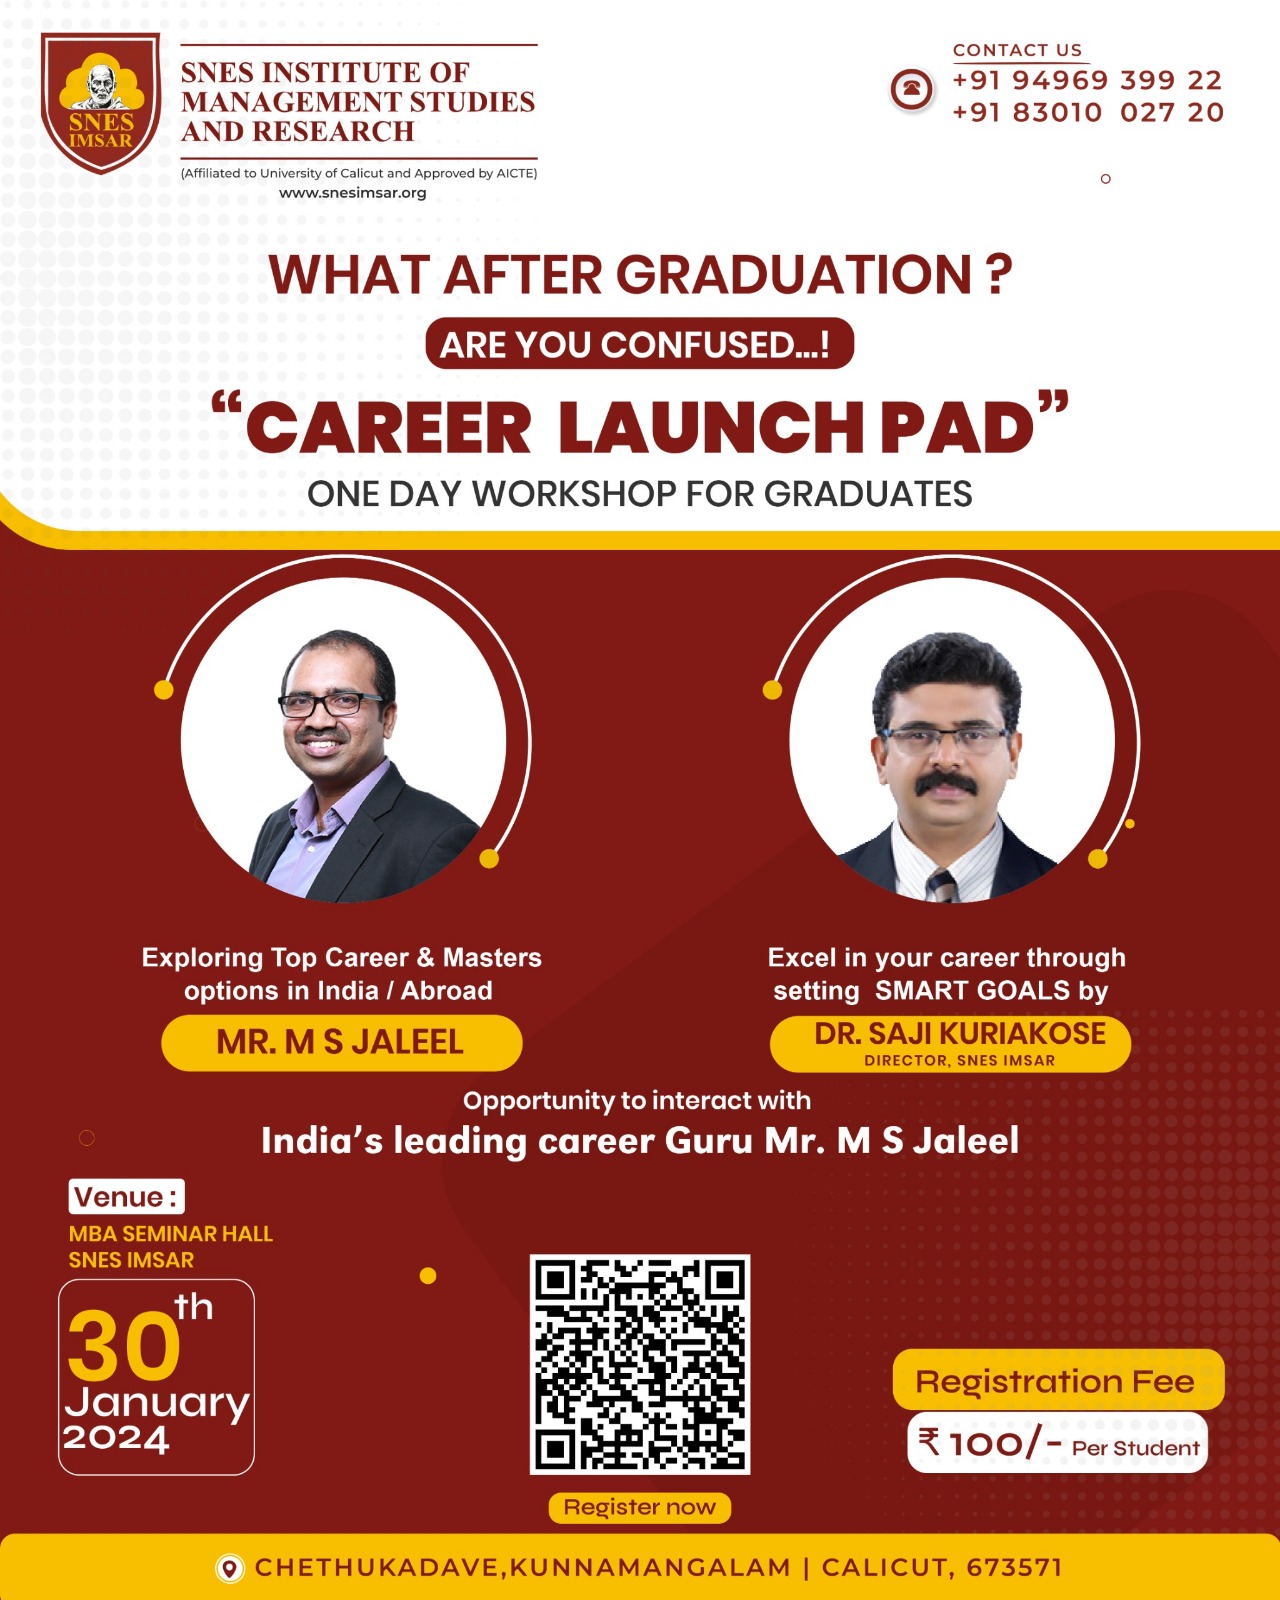 SNES
IMSAR
SNES INSTITUTE OF
MANAGEMENT STUDIES
AND RESEARCH
(Affiliated to University of Calicut and Approved by AICTE)
www.snesimsar.org
CONTACT US
+91 94969 399 22
+91 83010 027 20
WHAT AFTER GRADUATION ?
ARE YOU CONFUSED...!
“CAREER LAUNCH PAD”
ONE DAY WORKSHOP FOR GRADUATES
Exploring Top Career & Masters
options in India / Abroad
MR. M S JALEEL
Excel in your career through
setting SMART GOALS by
DR. SAJI KURIAKOSE
DIRECTOR, SNES IMSAR
Opportunity to interact with
India’s leading career Guru Mr. M S Jaleel
Venue :
MBA SEMINAR HALL
SNES IMSAR
30th
January
2024
Register now
Registration Fee
₹ 100/- Per Student
CHETHUKADAVE,KUNNAMANGALAM | CALICUT, 673571